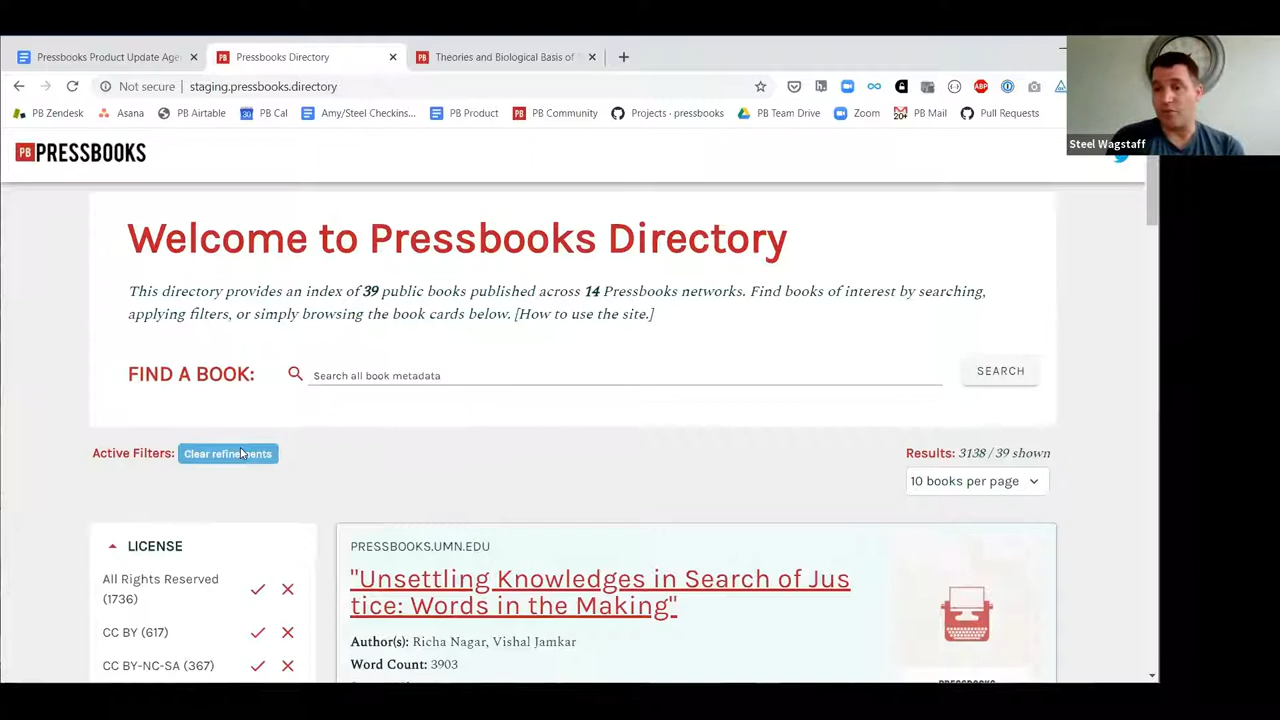 Pressbooks Product Update Age
Pressbooks Directory
Theories and Biological Basis of
Not secure
staging.pressbooks.directory
PB Zendesk
Asana
PB Airtable
PB Cal
Amy/Steel Checkins...
PB Product
PB Community
Projects · pressbooks
PB Team Drive
Zoom
PB Mail
Pull Requests
Steel Wagstaff
PB PRESSBOOKS
Welcome to Pressbooks Directory
This directory provides an index of 39 public books published across 14 Pressbooks networks. Find books of interest by searching,
applying filters, or simply browsing the book cards below. [How to use the site.]
FIND A BOOK:
Search all book metadata
SEARCH
Active Filters:
Clear refinements
Results: 3138 / 39 shown
10 books per page
LICENSE
All Rights Reserved
(1736)
CC BY (617)
CC BY-NC-SA (367)
PRESSBOOKS.UMN.EDU
"Unsettling Knowledges in Search of Jus
tice: Words in the Making"
Author(s): Richa Nagar, Vishal Jamkar
Word Count: 3903